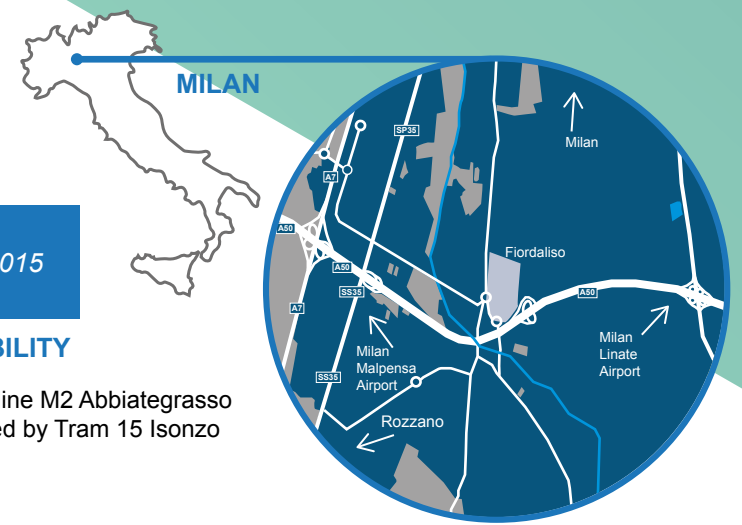 MILAN
SP35
Milan
A7
A50
Fiordaliso
A50
SS35
A50
A7
Milan
Malpensa
Airport
Milan
Linate
Airport
SS35
Rozzano
015
BILITY
ine M2 Abbiategrasso
ed by Tram 15 Isonzo